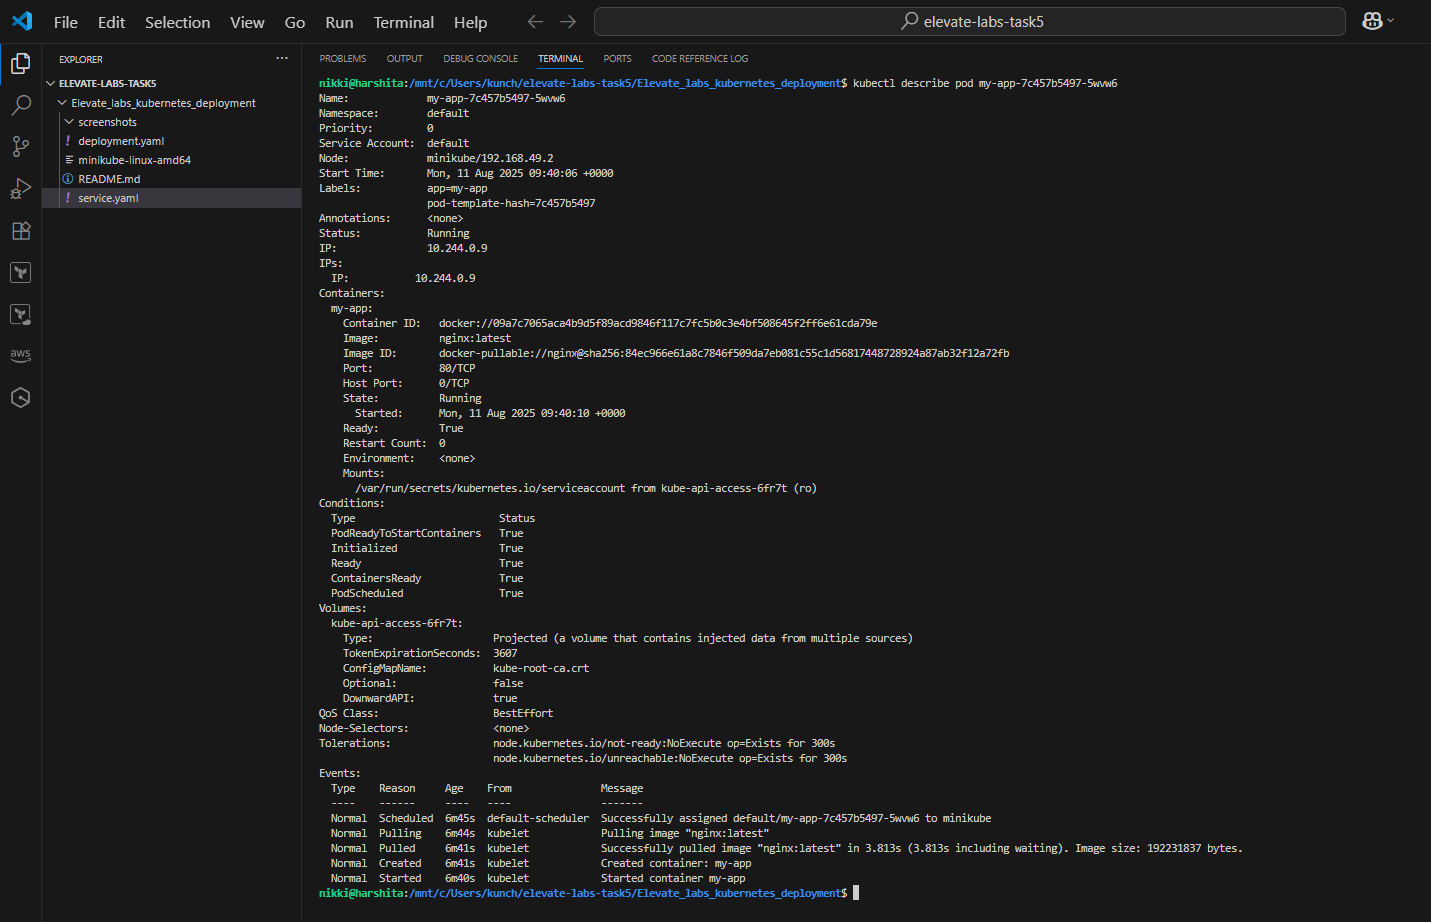 File Edit Selection View Go Run Terminal Help
elevate-labs-task5
EXPLORER
ELEVATE-LABS-TASK5
Elevate_labs_kubernetes_deployment
screenshots
! deployment.yaml
minikube-linux-amd64
README.md
! service.yaml
aws
PROBLEMS OUTPUT DEBUG CONSOLE TERMINAL PORTS CODE REFERENCE LOG
nikki@harshita:/mnt/c/Users/kunch/elevate-labs-task5/Elevate_labs_kubernetes_deployment$ kubectl describe pod my-app-7c457b5497-5wvw6
Name: my-app-7c457b5497-5wvw6
Namespace: default
Priority: 0
Service Account: default
Node: minikube/192.168.49.2
Start Time: Mon, 11 Aug 2025 09:40:06 +0000
Labels: app=my-app
pod-template-hash=7c457b5497
Annotations: <none>
Status: Running
IP: 10.244.0.9
IPs:
IP: 10.244.0.9
Containers:
my-app:
Container ID: docker://09a7c7065aca4b9d5f89acd9846f117c7fc5b0c3e4bf508645f2ff6e61cda79e
Image: nginx:latest
Image ID: docker-pullable://nginx@sha256:84ec966e61a8c7846f509da7eb081c55c1d56817448728924a87ab32f12a72fb
Port: 80/TCP
Host Port: 0/TCP
State: Running
Started: Mon, 11 Aug 2025 09:40:10 +0000
Ready: True
Restart Count: 0
Environment: <none>
Mounts:
/var/run/secrets/kubernetes.io/serviceaccount from kube-api-access-6fr7t (ro)
Conditions:
Type Status
PodReadyToStartContainers True
Initialized True
Ready True
ContainersReady True
PodScheduled True
Volumes:
kube-api-access-6fr7t:
Type: Projected (a volume that contains injected data from multiple sources)
TokenExpirationSeconds: 3607
ConfigMapName: kube-root-ca.crt
Optional: false
DownwardAPI: true
QoS Class: BestEffort
Node-Selectors: <none>
Tolerations: node.kubernetes.io/not-ready:NoExecute op=Exists for 300s
node.kubernetes.io/unreachable:NoExecute op=Exists for 300s
Events:
Type Reason Age From Message
---- ------ ---- ---- -------
Normal Scheduled 6m45s default-scheduler Successfully assigned default/my-app-7c457b5497-5wvw6 to minikube
Normal Pulling 6m44s kubelet Pulling image "nginx:latest"
Normal Pulled 6m41s kubelet Successfully pulled image "nginx:latest" in 3.813s (3.813s including waiting). Image size: 192231837 bytes.
Normal Created 6m41s kubelet Created container: my-app
Normal Started 6m40s kubelet Started container my-app
nikki@harshita:/mnt/c/Users/kunch/elevate-labs-task5/Elevate_labs_kubernetes_deployment$